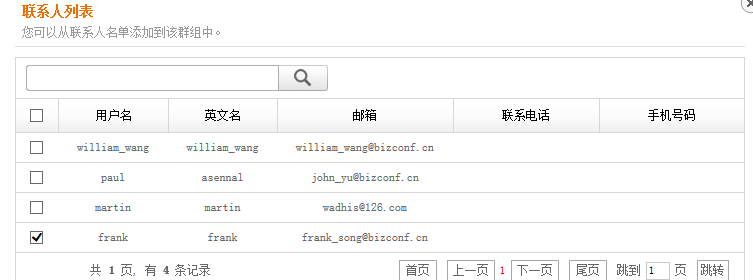 联系人列表
您可以从联系人名单添加到该群组中。
用户名 英文名 邮箱 联系电话 手机号码
william_wang william_wang william_wang@bizconf.cn
paul asennal john_yu@bizconf.cn
martin martin wadhis@126.com
frank frank frank_song@bizconf.cn
共 1 页, 有 4 条记录 首页 上一页 1 下一页 尾页 跳到 1 页 跳转